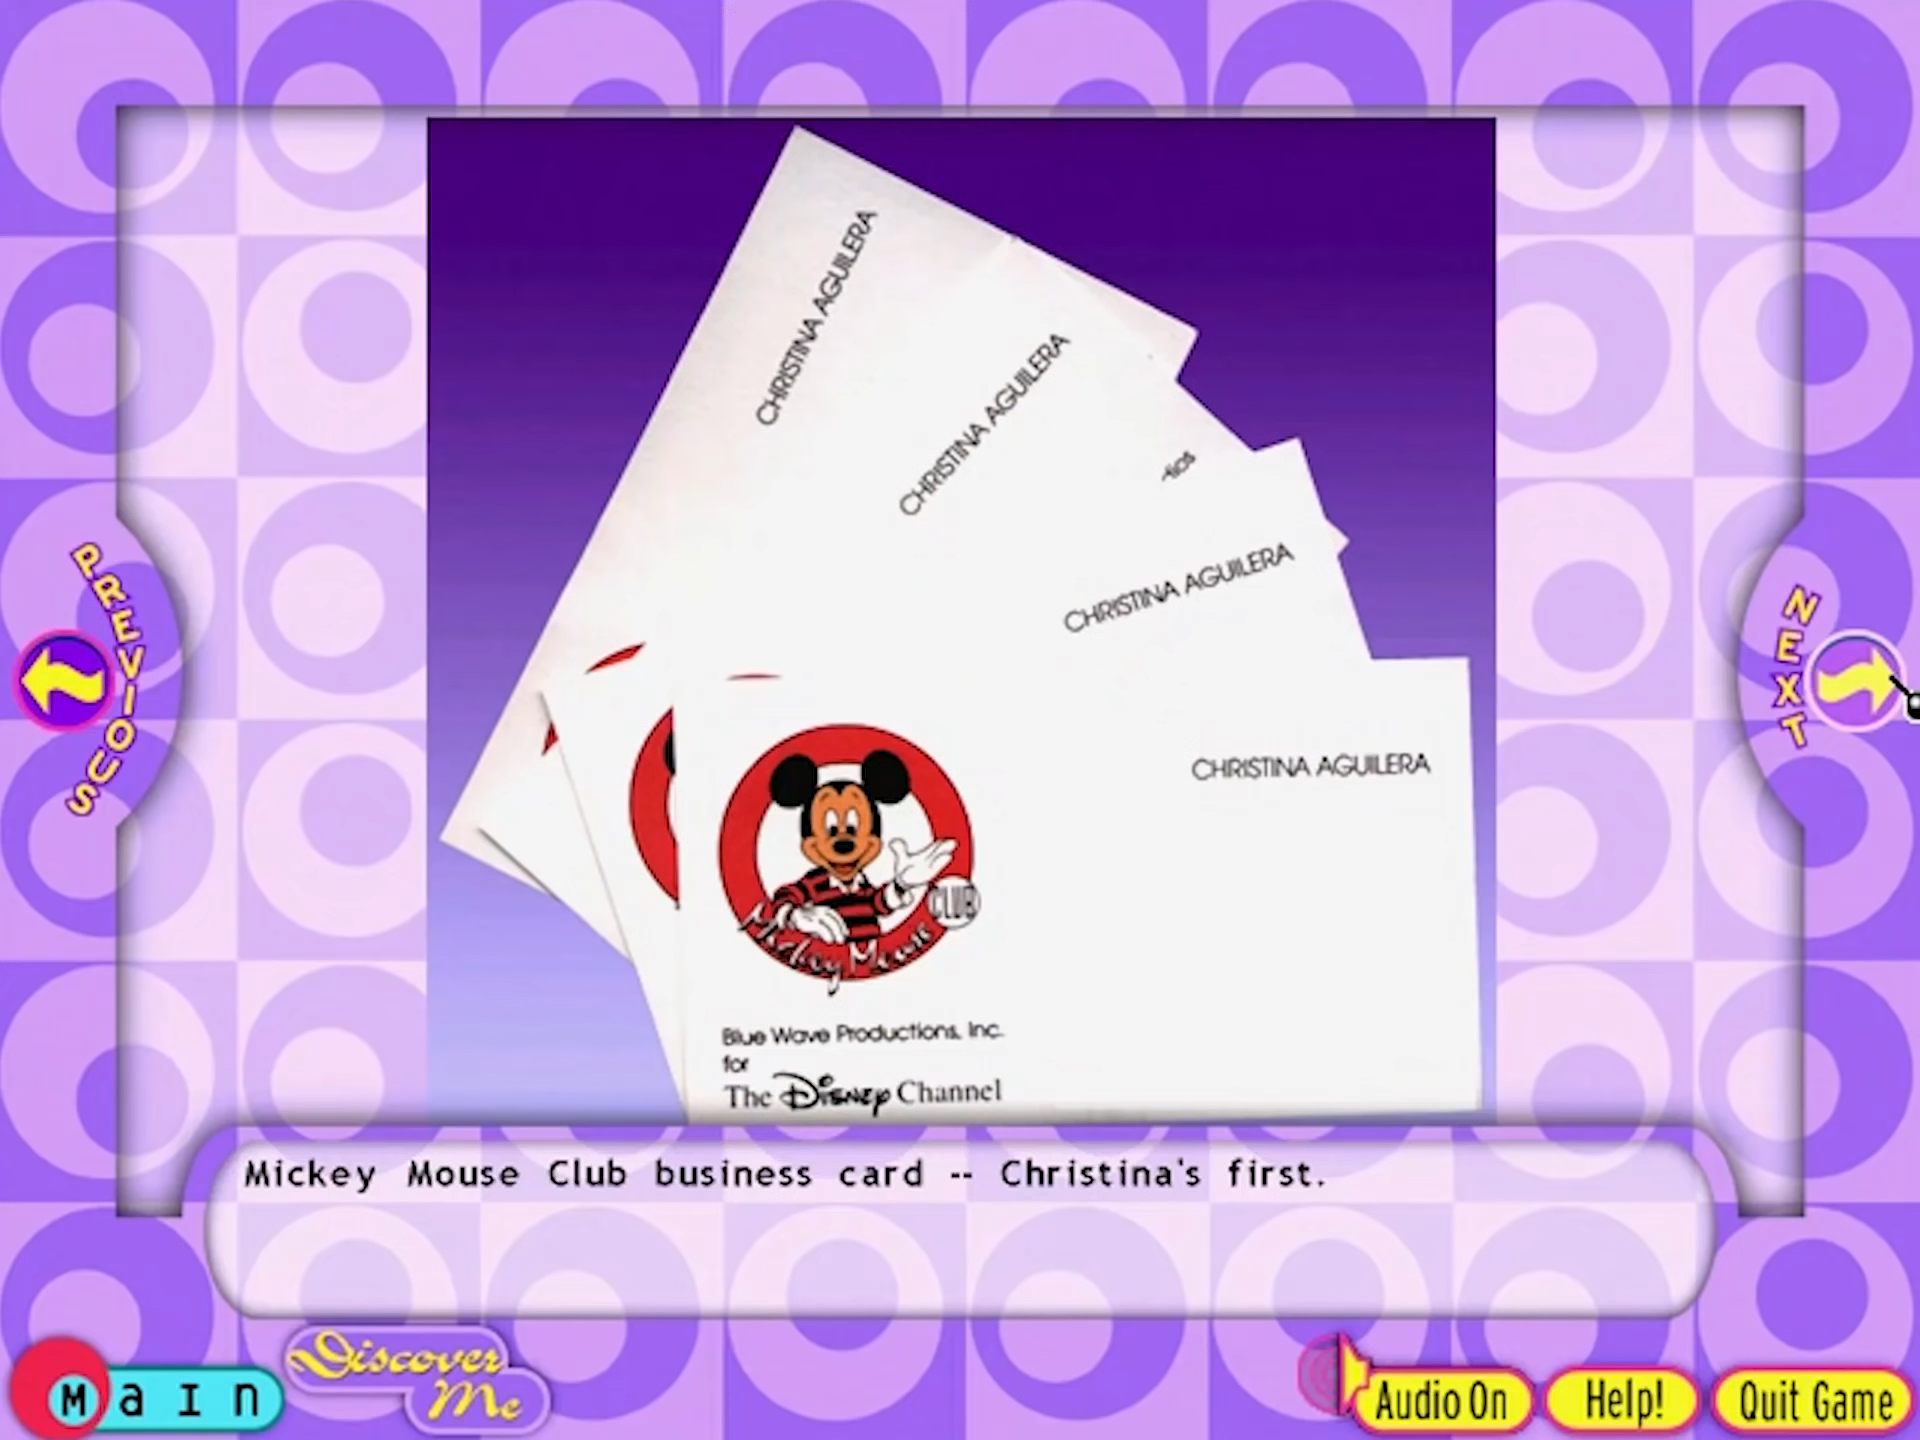 CHRISTINA AGUILERA
CHRISTINA AGUILERA
CHRISTINA AGUILERA
CHRISTINA AGUILERA
Mickey Mouse CLUB
Blue Wave Productions, Inc.
for
The Disney Channel
PREVIOUS
NEXT
Mickey Mouse Club business card -- Christina's first.
Main
Discover
Me
Audio On
Help!
Quit Game